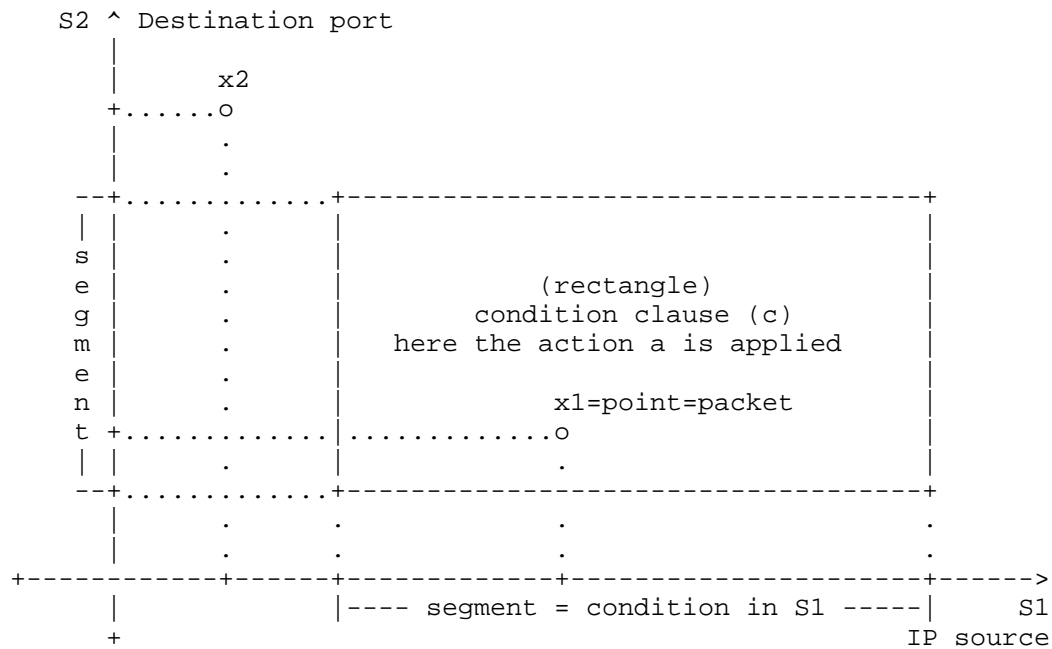 S2 ^ Destination port
x2
segment
(rectangle)
condition clause (c)
here the action a is applied
x1=point=packet
|---- segment = condition in S1 -----| S1
IP source